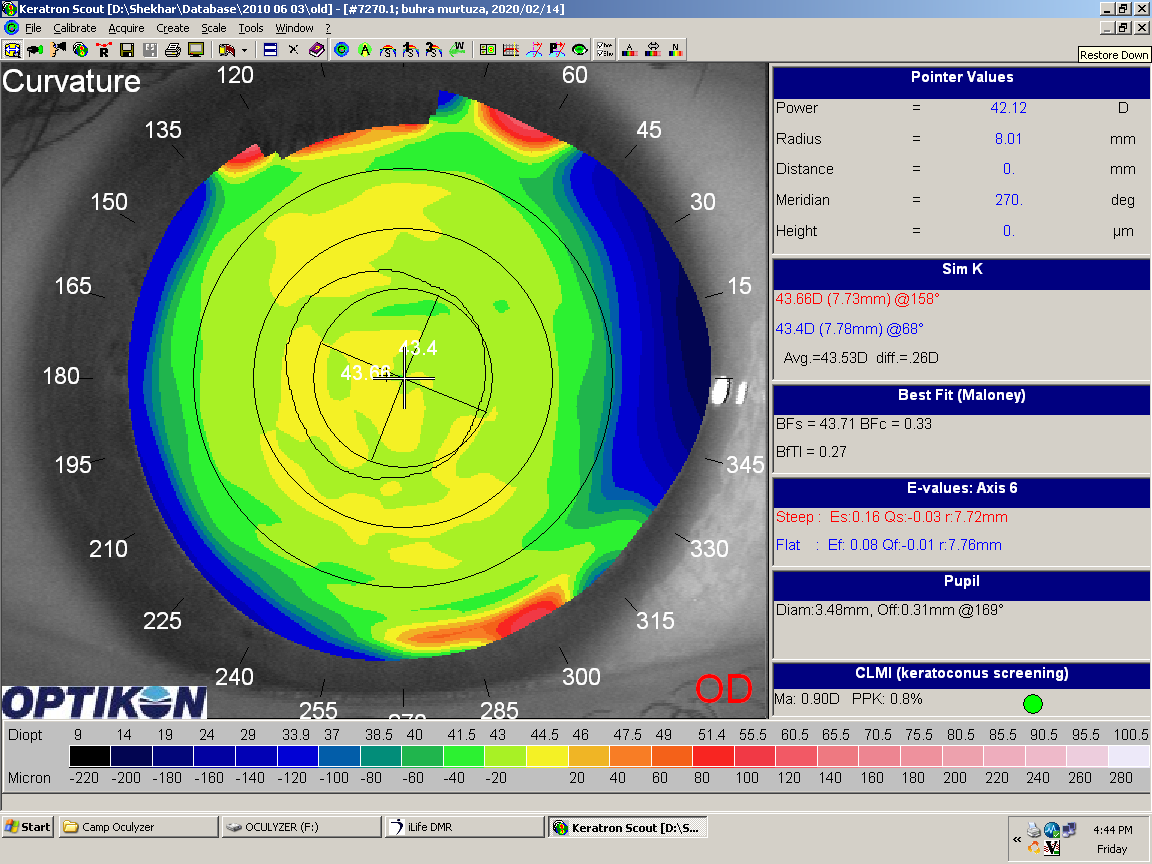 Keratron Scout [D:\Shekhar\Database\2010 06 03\old] - [#7270.1; buhra murtuza, 2020/02/14]
File Calibrate Acquire Create Scale Tools Window ?
Restore Down
Curvature
120
60
135
45
150
30
165
15
180
195
345
210
330
225
315
240
300
255
270
285
43.4
43.66
OD
OPTIKON
Pointer Values
Power = 42.12 D
Radius = 8.01 mm
Distance = 0. mm
Meridian = 270. deg
Height = 0. µm
Sim K
43.66D (7.73mm) @158°
43.4D (7.78mm) @68°
Avg.=43.53D diff.=.26D
Best Fit (Maloney)
BFs = 43.71 BFc = 0.33
BfTI = 0.27
E-values: Axis 6
Steep : Es:0.16 Qs:-0.03 r:7.72mm
Flat : Ef: 0.08 Qf:-0.01 r:7.76mm
Pupil
Diam:3.48mm, Off:0.31mm @169°
CLMI (keratoconus screening)
Ma: 0.90D PPK: 0.8%
Diopt 9 14 19 24 29 33.9 37 38.5 40 41.5 43 44.5 46 47.5 49 51.4 55.5 60.5 65.5 70.5 75.5 80.5 85.5 90.5 95.5 100.5
Micron -220 -200 -180 -160 -140 -120 -100 -80 -60 -40 -20 20 40 60 80 100 120 140 160 180 200 220 240 260 280
Start Camp Oculyzer OCULYZER (F:) iLife DMR Keratron Scout [D:\S... « 4:44 PM
Friday